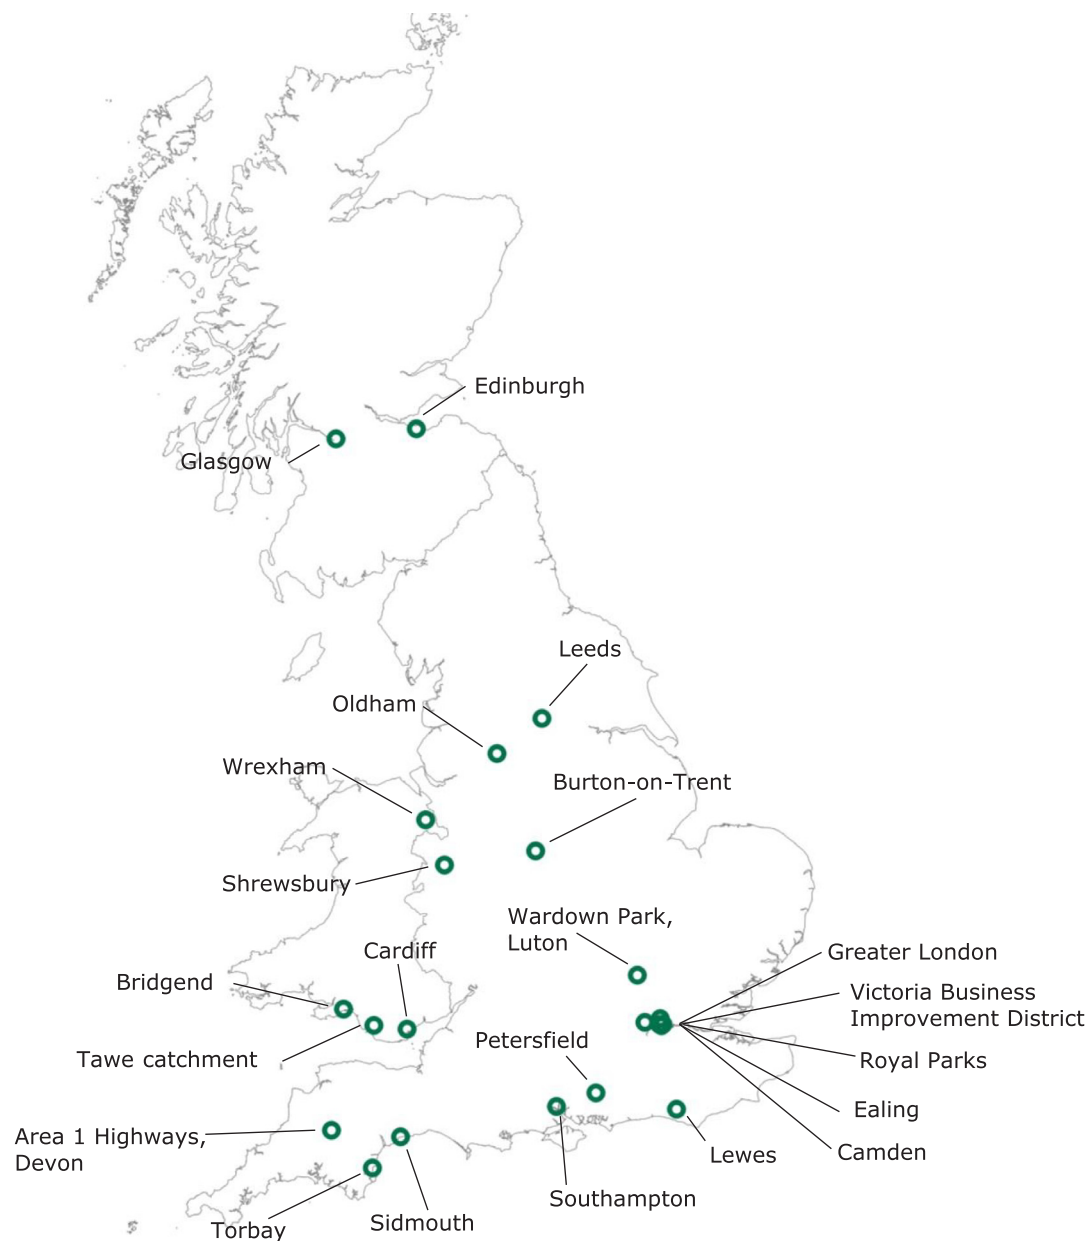 Edinburgh
Glasgow
Leeds
Oldham
Wrexham
Burton-on-Trent
Shrewsbury
Wardown Park,
Luton
Cardiff
Greater London
Bridgend
Victoria Business
Improvement District
Petersfield
Tawe catchment
Royal Parks
Ealing
Area 1 Highways,
Devon
Camden
Lewes
Southampton
Sidmouth
Torbay